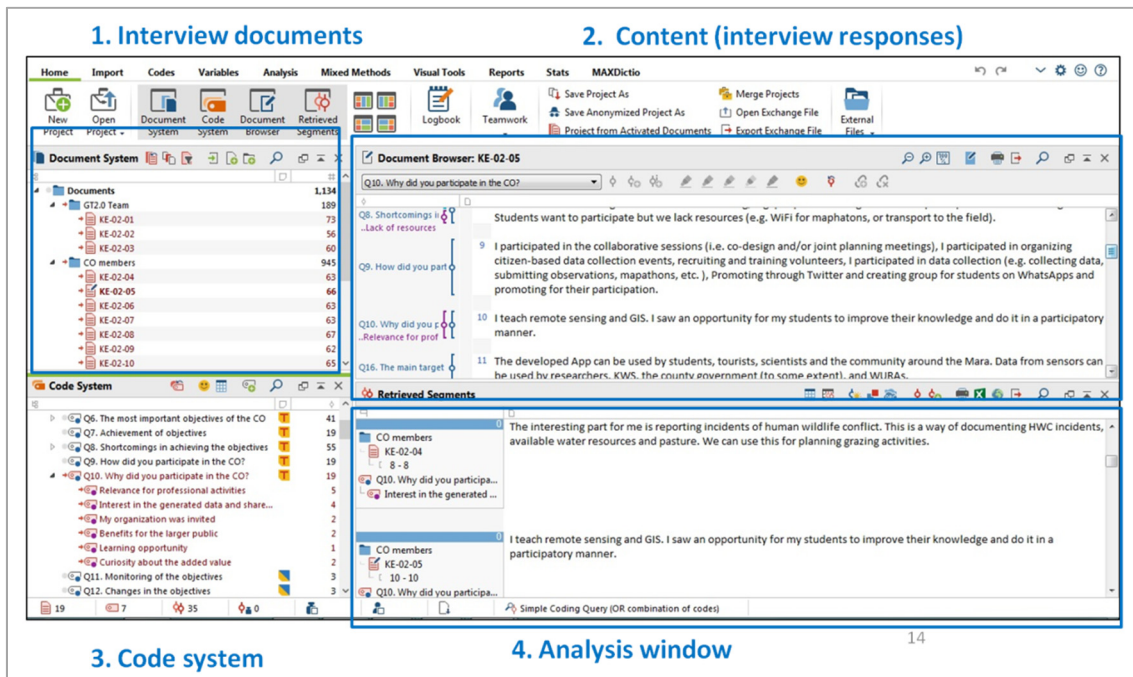 1. Interview documents
2. Content (interview responses)
Home Import Codes Variables Analysis Mixed Methods Visual Tools Reports Stats MAXDictio
New Project
Open Project
Document System
Code System
Document Browser
Retrieved Segments
Logbook
Teamwork
Save Project As
Save Anonymized Project As
Project from Activated Documents
Merge Projects
Open Exchange File
Export Exchange File
External Files
Document System
Documents 1,134
GT2.0 Team 189
KE-02-01 73
KE-02-02 56
KE-02-03 60
CO members 945
KE-02-04 63
KE-02-05 66
KE-02-06 63
KE-02-07 63
KE-02-08 67
KE-02-09 62
KE-02-10 65
Document Browser: KE-02-05
Q10. Why did you participate in the CO?
Q8. Shortcomings i
..Lack of resources
Students want to participate but we lack resources (e.g. WiFi for maphatons, or transport to the field).
Q9. How did you part
9 I participated in the collaborative sessions (i.e. co-design and/or joint planning meetings), I participated in organizing
citizen-based data collection events, recruiting and training volunteers, I participated in data collection (e.g. collecting data,
submitting observations, mapathons, etc. ), Promoting through Twitter and creating group for students on WhatsApps and
promoting for their participation.
Q10. Why did you p
..Relevance for prof
10 I teach remote sensing and GIS. I saw an opportunity for my students to improve their knowledge and do it in a participatory
manner.
Q16. The main target
11 The developed App can be used by students, tourists, scientists and the community around the Mara. Data from sensors can
be used by researchers, KWS, the county government (to some extent), and WURAs.
Code System
Q6. The most important objectives of the CO 41
Q7. Achievement of objectives 19
Q8. Shortcomings in achieving the objectives 55
Q9. How did you participate in the CO? 19
Q10. Why did you participate in the CO? 19
Relevance for professional activities 5
Interest in the generated data and share... 4
My organization was invited 2
Benefits for the larger public 2
Learning opportunity 1
Curiosity about the added value 2
Q11. Monitoring of the objectives 3
Q12. Changes in the objectives 3
19 7 35 0
Retrieved Segments
0
CO members
KE-02-04
8 - 8
Q10. Why did you participa...
Interest in the generated ...
The interesting part for me is reporting incidents of human wildlife conflict. This is a way of documenting HWC incidents,
available water resources and pasture. We can use this for planning grazing activities.
0
CO members
KE-02-05
10 - 10
Q10. Why did you participa...
I teach remote sensing and GIS. I saw an opportunity for my students to improve their knowledge and do it in a
participatory manner.
Simple Coding Query (OR combination of codes)
14
3. Code system
4. Analysis window